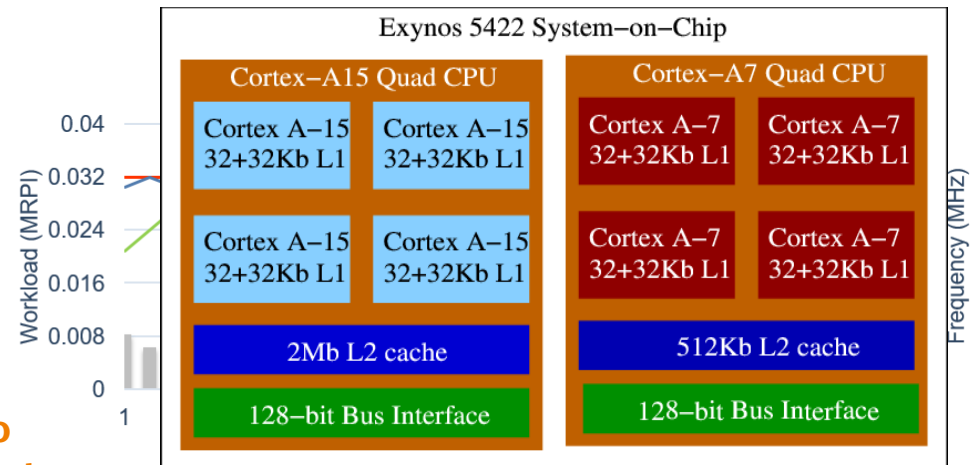 Exynos 5422 System−on−Chip
Cortex−A15 Quad CPU
Cortex A−15
32+32Kb L1
Cortex A−15
32+32Kb L1
Cortex A−15
32+32Kb L1
Cortex A−15
32+32Kb L1
2Mb L2 cache
128−bit Bus Interface
Cortex−A7 Quad CPU
Cortex A−7
32+32Kb L1
Cortex A−7
32+32Kb L1
Cortex A−7
32+32Kb L1
Cortex A−7
32+32Kb L1
512Kb L2 cache
128−bit Bus Interface
Workload (MRPI)
0.04
0.032
0.024
0.016
0.008
0
1
Frequency (MHz)